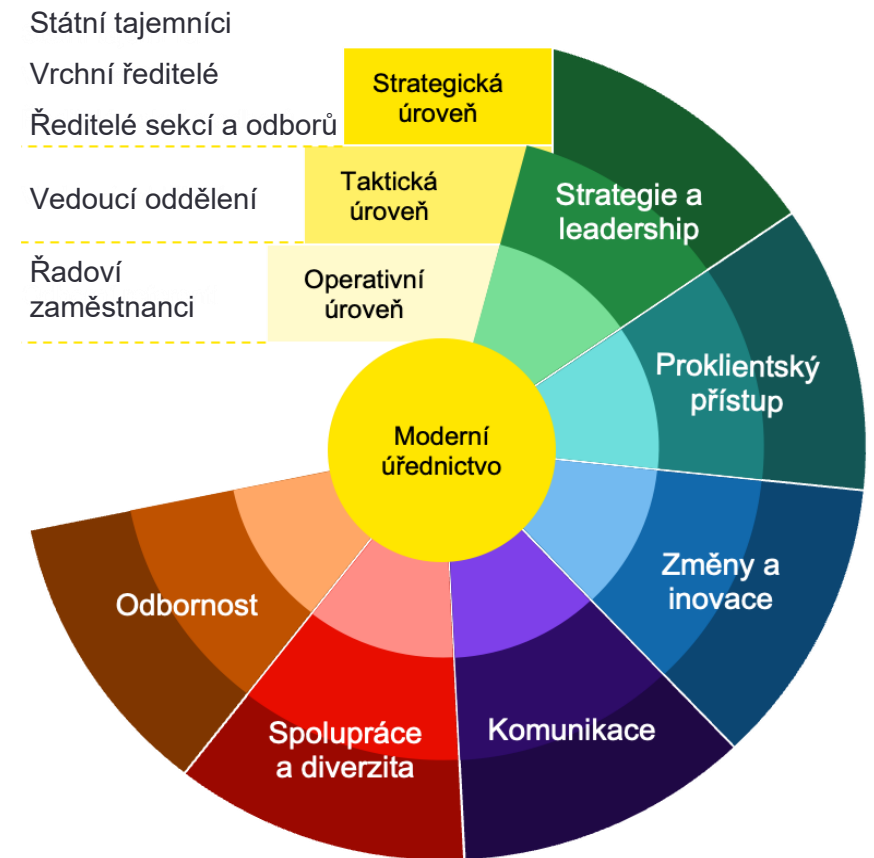 Státní tajemníci
Vrchní ředitelé
Ředitelé sekcí a odborů
Strategická
úroveň
Vedoucí oddělení
Taktická
úroveň
Řadoví
zaměstnanci
Operativní
úroveň
Strategie a
leadership
Proklientský
přístup
Moderní
úřednictvo
Změny a
inovace
Odbornost
Spolupráce
a diverzita
Komunikace